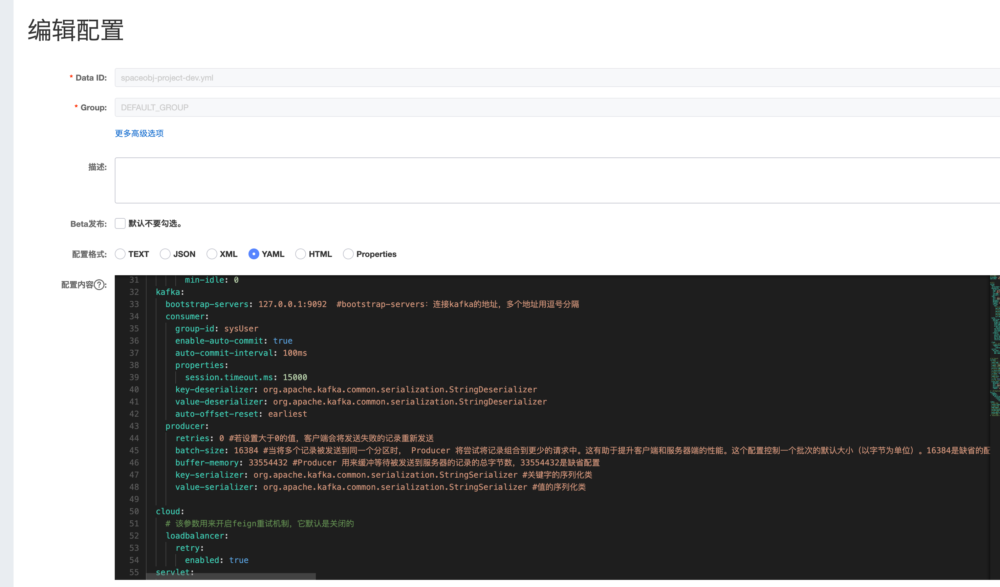 编辑配置
* Data ID: spaceobj-project-dev.yml
* Group: DEFAULT_GROUP
更多高级选项
描述:
Beta发布: 默认不要勾选。
配置格式: TEXT JSON XML YAML HTML Properties
配置内容?:
31 min-idle: 0
32 kafka:
33 bootstrap-servers: 127.0.0.1:9092  #bootstrap-servers：连接kafka的地址，多个地址用逗号分隔
34 consumer:
35 group-id: sysUser
36 enable-auto-commit: true
37 auto-commit-interval: 100ms
38 properties:
39 session.timeout.ms: 15000
40 key-deserializer: org.apache.kafka.common.serialization.StringDeserializer
41 value-deserializer: org.apache.kafka.common.serialization.StringDeserializer
42 auto-offset-reset: earliest
43 producer:
44 retries: 0 #若设置大于0的值，客户端会将发送失败的记录重新发送
45 batch-size: 16384 #当将多个记录被发送到同一个分区时， Producer 将尝试将记录组合到更少的请求中。这有助于提升客户端和服务器端的性能。这个配置控制一个批次的默认大小（以字节为单位）。16384是缺省的配
46 buffer-memory: 33554432 #Producer 用来缓冲等待被发送到服务器的记录的总字节数，33554432是缺省配置
47 key-serializer: org.apache.kafka.common.serialization.StringSerializer #关键字的序列化类
48 value-serializer: org.apache.kafka.common.serialization.StringSerializer #值的序列化类
49
50 cloud:
51 # 该参数用来开启feign重试机制，它默认是关闭的
52 loadbalancer:
53 retry:
54 enabled: true
55 servlet: